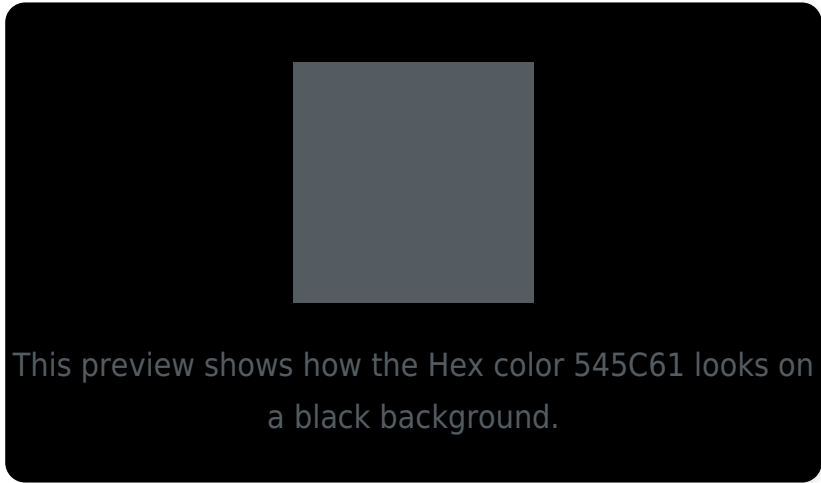 This preview shows how the Hex color 545C61 looks on
a black background.